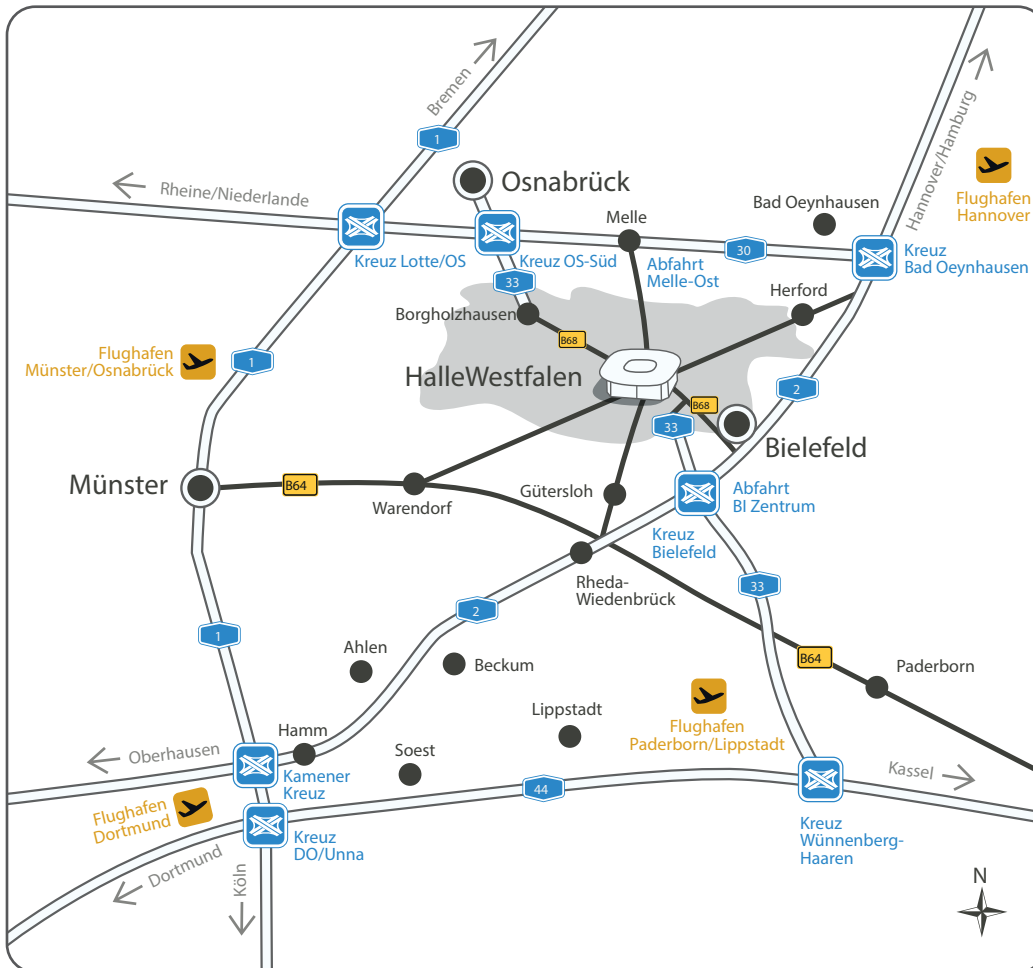 Bremen
1
Hannover/Hamburg
Flughafen
Hannover
Rheine/Niederlande
Osnabrück
Bad Oeynhausen
Melle
Kreuz Lotte/OS
Kreuz OS-Süd
Abfahrt
Melle-Ost
30
Kreuz
Bad Oeynhausen
33
Borgholzhausen
Herford
B68
Flughafen
Münster/Osnabrück
1
HalleWestfalen
2
B68
33
Bielefeld
Münster
B64
Warendorf
Gütersloh
Abfahrt
BI Zentrum
Kreuz
Bielefeld
Rheda-
Wiedenbrück
33
2
1
Ahlen
Beckum
B64
Paderborn
Lippstadt
Flughafen
Paderborn/Lippstadt
Hamm
Soest
Oberhausen
Kamener
Kreuz
Kassel
44
Flughafen
Dortmund
Kreuz
DO/Unna
Kreuz
Wünnenberg-
Haaren
Dortmund
Köln
N